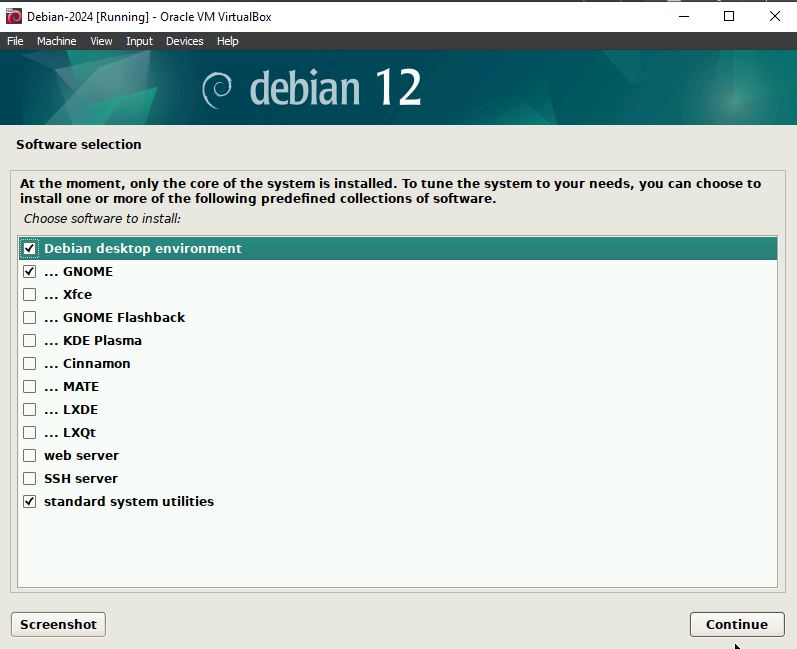 Debian-2024 [Running] - Oracle VM VirtualBox
File Machine View Input Devices Help
debian 12
Software selection
At the moment, only the core of the system is installed. To tune the system to your needs, you can choose to
install one or more of the following predefined collections of software.
Choose software to install:
Debian desktop environment
... GNOME
... Xfce
... GNOME Flashback
... KDE Plasma
... Cinnamon
... MATE
... LXDE
... LXQt
web server
SSH server
standard system utilities
Screenshot
Continue